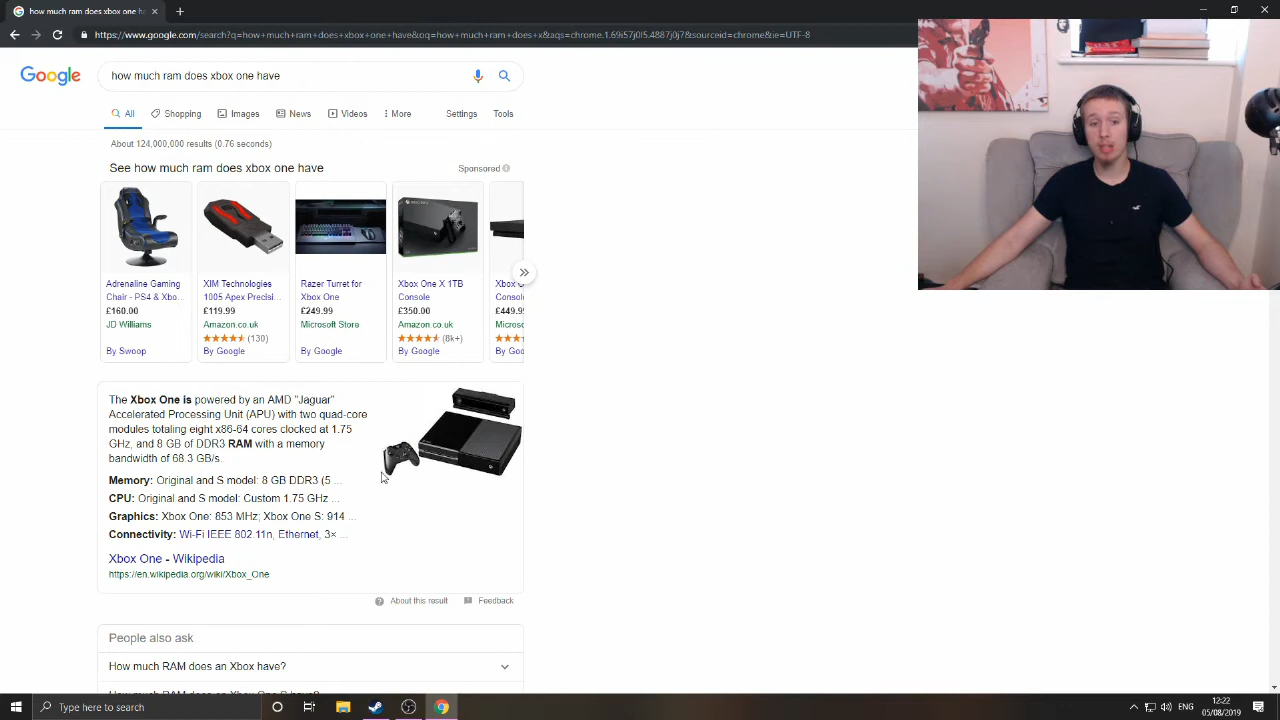 how much ram does xbox one ha
https://www.google.com/search?q=how+much+ram+does+xbox+one+have&oq=how+much+ram+does+x&aqs=chrome.1.69i57j0l5.4887j0j7&sourceid=chrome&ie=UTF-8
Google
how much ram does xbox one have
All
Shopping
Images
News
Videos
More
Settings
Tools
About 124,000,000 results (0.76 seconds)
See how much ram does xbox one have
Sponsored
Adrenaline Gaming
Chair - PS4 & Xbo...
£160.00
JD Williams
By Swoop
XIM Technologies
1005 Apex Precisi...
£119.99
Amazon.co.uk
(130)
By Google
Razer Turret for
Xbox One
£249.99
Microsoft Store
By Google
Xbox One X 1TB
Console
£350.00
Amazon.co.uk
(8k+)
By Google
Xbox O
Console
£449.9
Microso
By Goo
The Xbox One is powered by an AMD "Jaguar"
Accelerated Processing Unit (APU) with two quad-core
modules totaling eight x86-64 cores clocked at 1.75
GHz, and 8 GB of DDR3 RAM with a memory
bandwidth of 68.3 GB/s.
Memory: Original and S model: 8 GB DDR3 (5 ...
CPU: Original and S model: Custom 1.75 GHz ...
Graphics: Xbox One: 853 MHz; Xbox One S: 914 ...
Connectivity: Wi-Fi IEEE 802.11n, Ethernet, 3× ...
Xbox One - Wikipedia
https://en.wikipedia.org/wiki/Xbox_One
About this result
Feedback
People also ask
How much RAM does an Xbox have?
Type here to search
ENG
12:22
05/08/2019